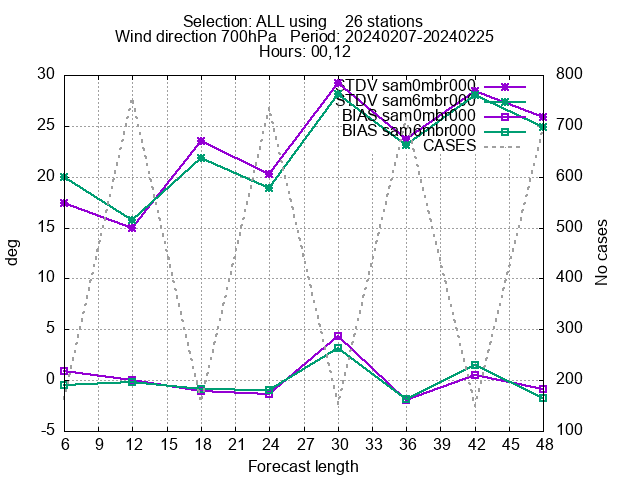 Selection: ALL using    26 stations
Wind direction 700hPa   Period: 20240207-20240225
Hours: 00,12
30
25
20
15
10
5
0
-5
deg
STDV sam0mbr000
STDV sam6mbr000
BIAS sam0mbr000
BIAS sam6mbr000
CASES
800
700
600
500
400
300
200
100
No cases
6 9 12 15 18 21 24 27 30 33 36 39 42 45 48
Forecast length